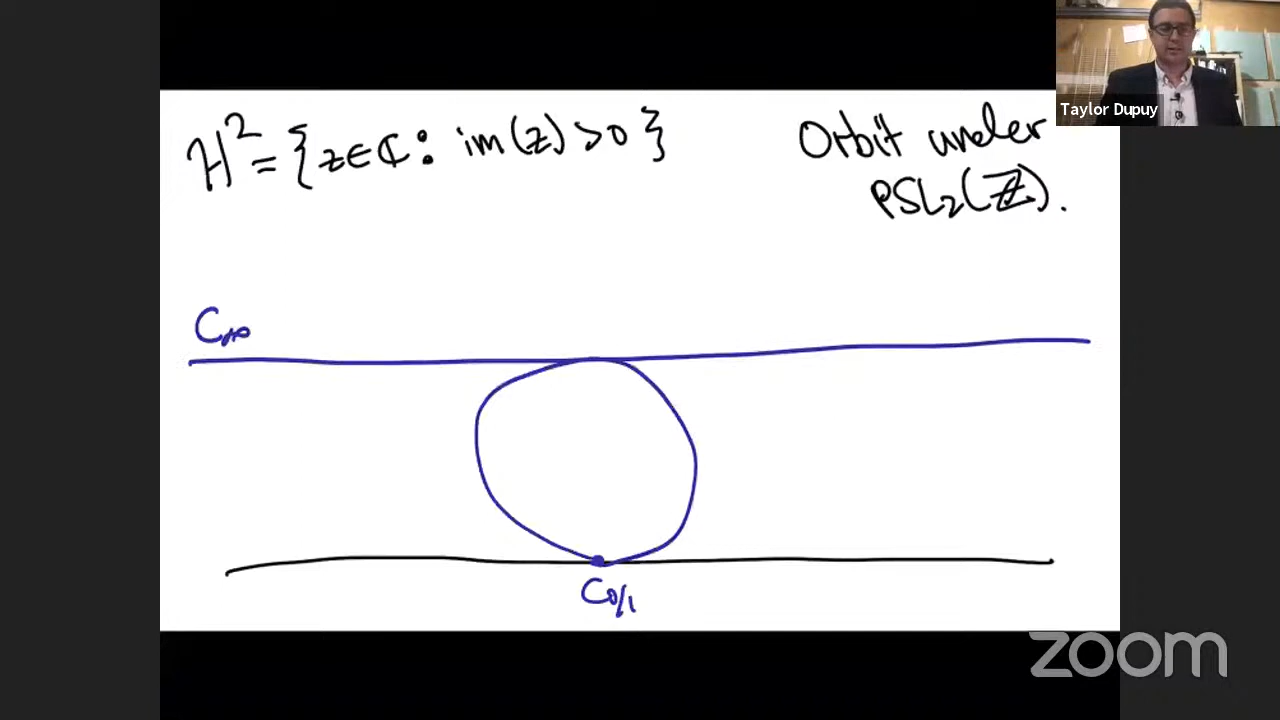 H² = {z∈ℂ: im(z)>0}
Orbit under
PSL₂(ℤ).
Taylor Dupuy
C∞
C0/1
zoom